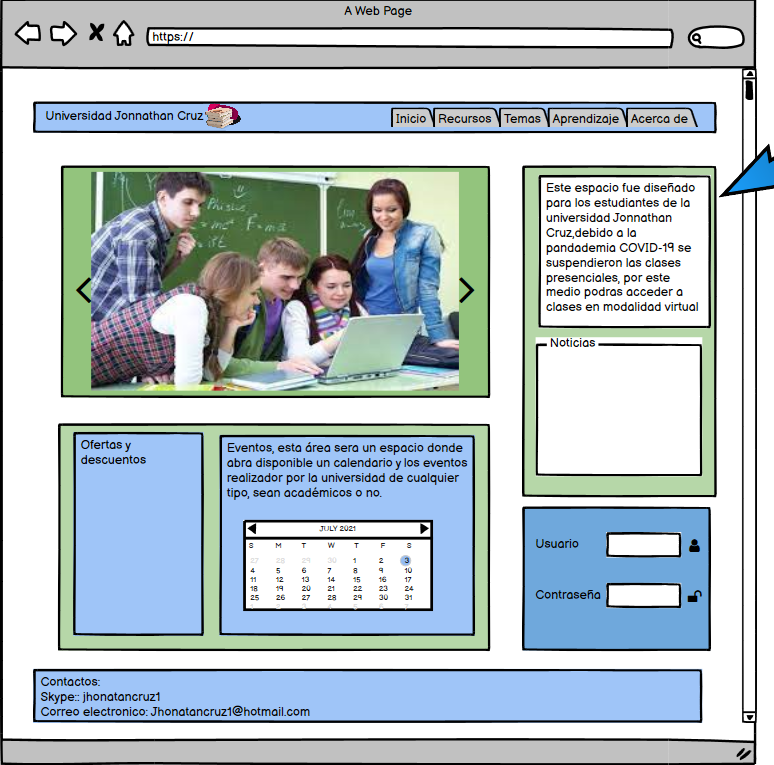 A Web Page
https://
Universidad Jonnathan Cruz
Inicio Recursos Temas Aprendizaje Acerca de
Physics
F=ma
lim
Este espacio fue diseñado
para los estudiantes de la
universidad Jonnathan
Cruz,debido a la
pandademia COVID-19 se
suspendieron las clases
presenciales, por este
medio podras acceder a
clases en modalidad virtual
Noticias
Ofertas y
descuentos
Eventos, esta área sera un espacio donde
abra disponible un calendario y los eventos
realizador por la universidad de cualquier
tipo, sean académicos o no.
JULY 2021
S M T W T F S
27 28 29 30 1 2 3
4 5 6 7 8 9 10
11 12 13 14 15 16 17
18 19 20 21 22 23 24
25 26 27 28 29 30 31
Usuario
Contraseña
Contactos:
Skype:: jhonatancruz1
Correo electronico: Jhonatancruz1@hotmail.com